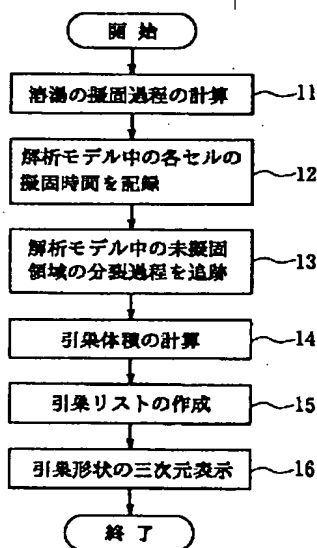 開始
溶湯の擬固過程の計算
11
解析モデル中の各セルの
擬固時間を記録
12
解析モデル中の未擬固
領域の分裂過程を追跡
13
引巣体積の計算
14
引巣リストの作成
15
引巣形状の三次元表示
16
終了